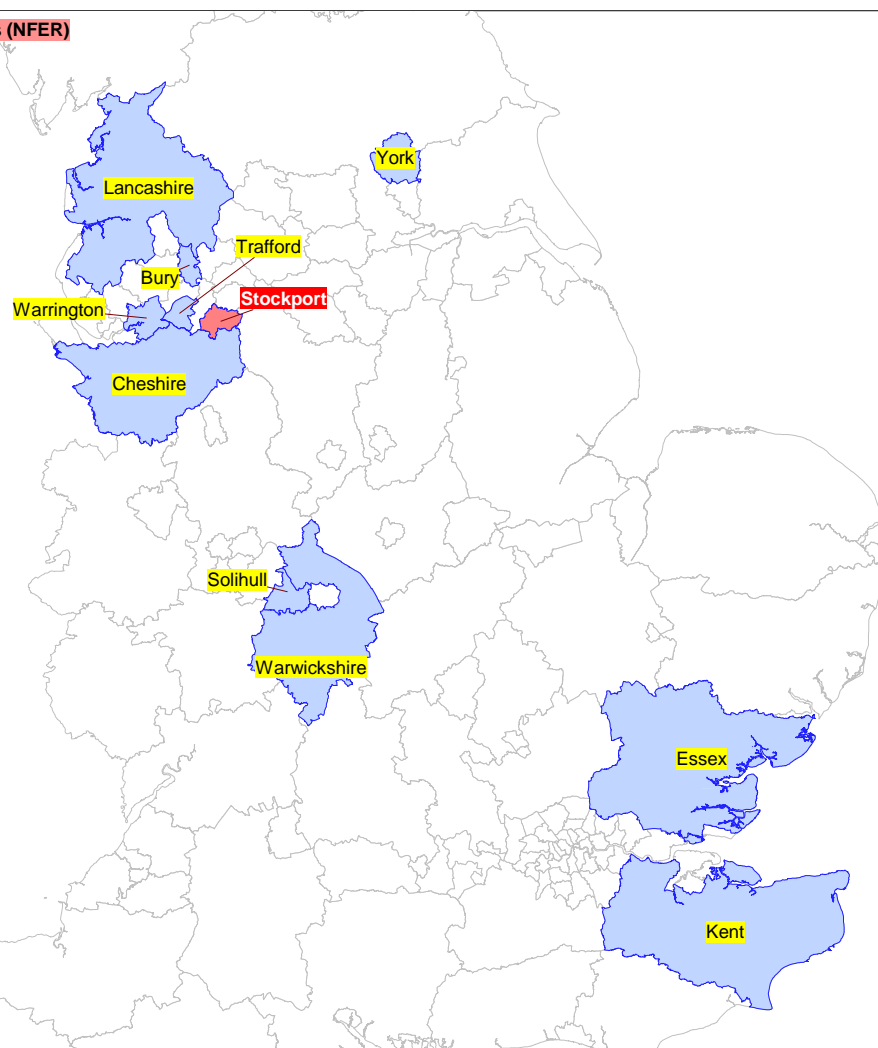 (NFER)
York
Lancashire
Trafford
Bury
Stockport
Warrington
Cheshire
Solihull
Warwickshire
Essex
Kent